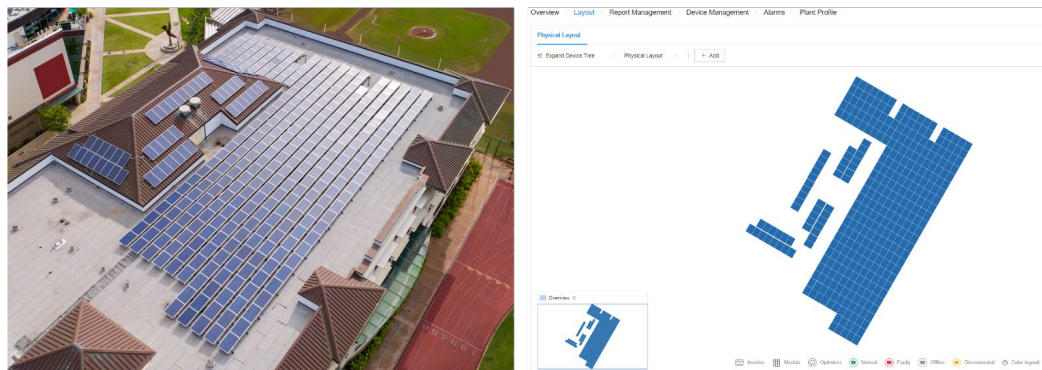 Overview Layout Report Management Device Management Alarms Plant Profile
Physical Layout
Expand Device Tree Physical Layout + Add
Overview
Inverter Module Optimizer Normal Faulty Offline Disconnected Color legend